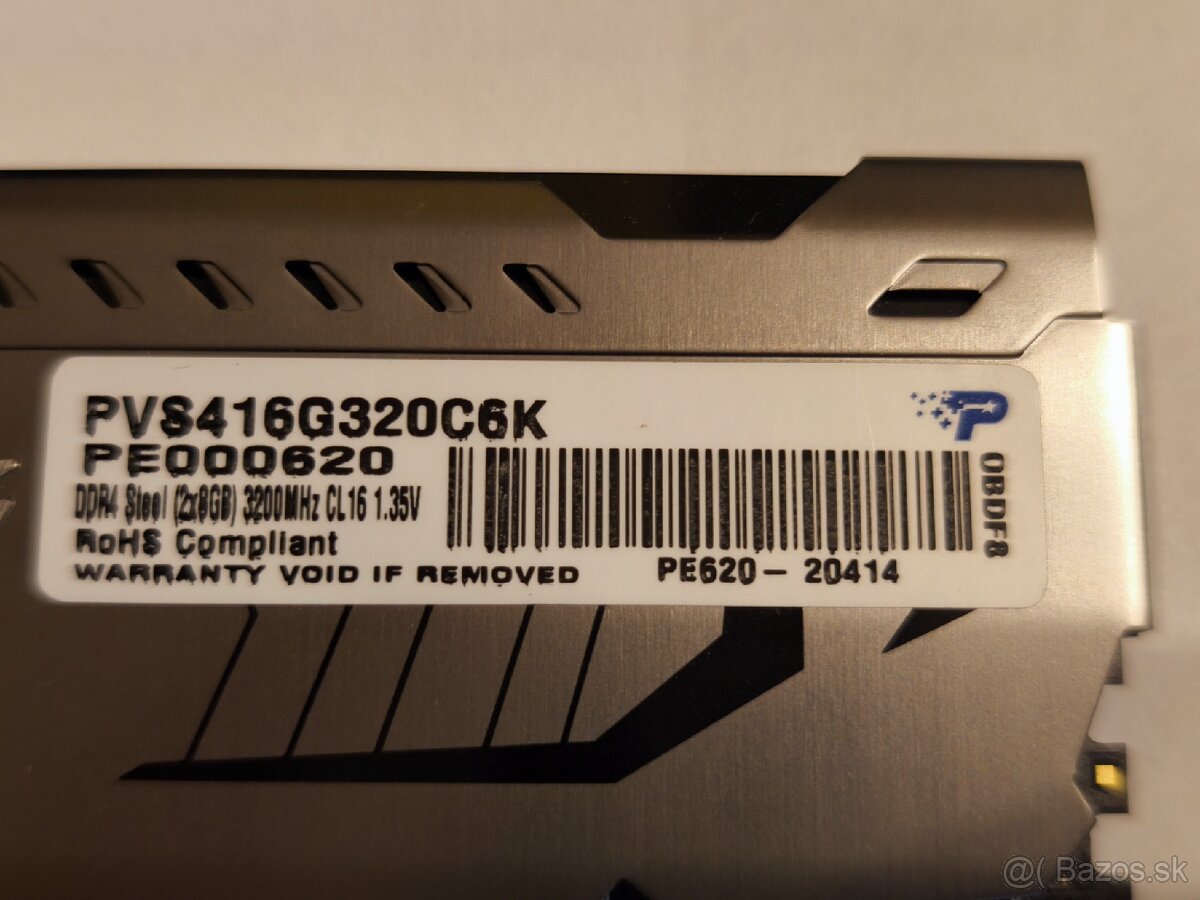 PVS416G320C6K
PE000620
DDR4 Steel (2x8GB) 3200MHz CL16 1.35V
RoHS Compliant
WARRANTY VOID IF REMOVED
PE620- 20414
0BDF8
P
@( Bazos.sk